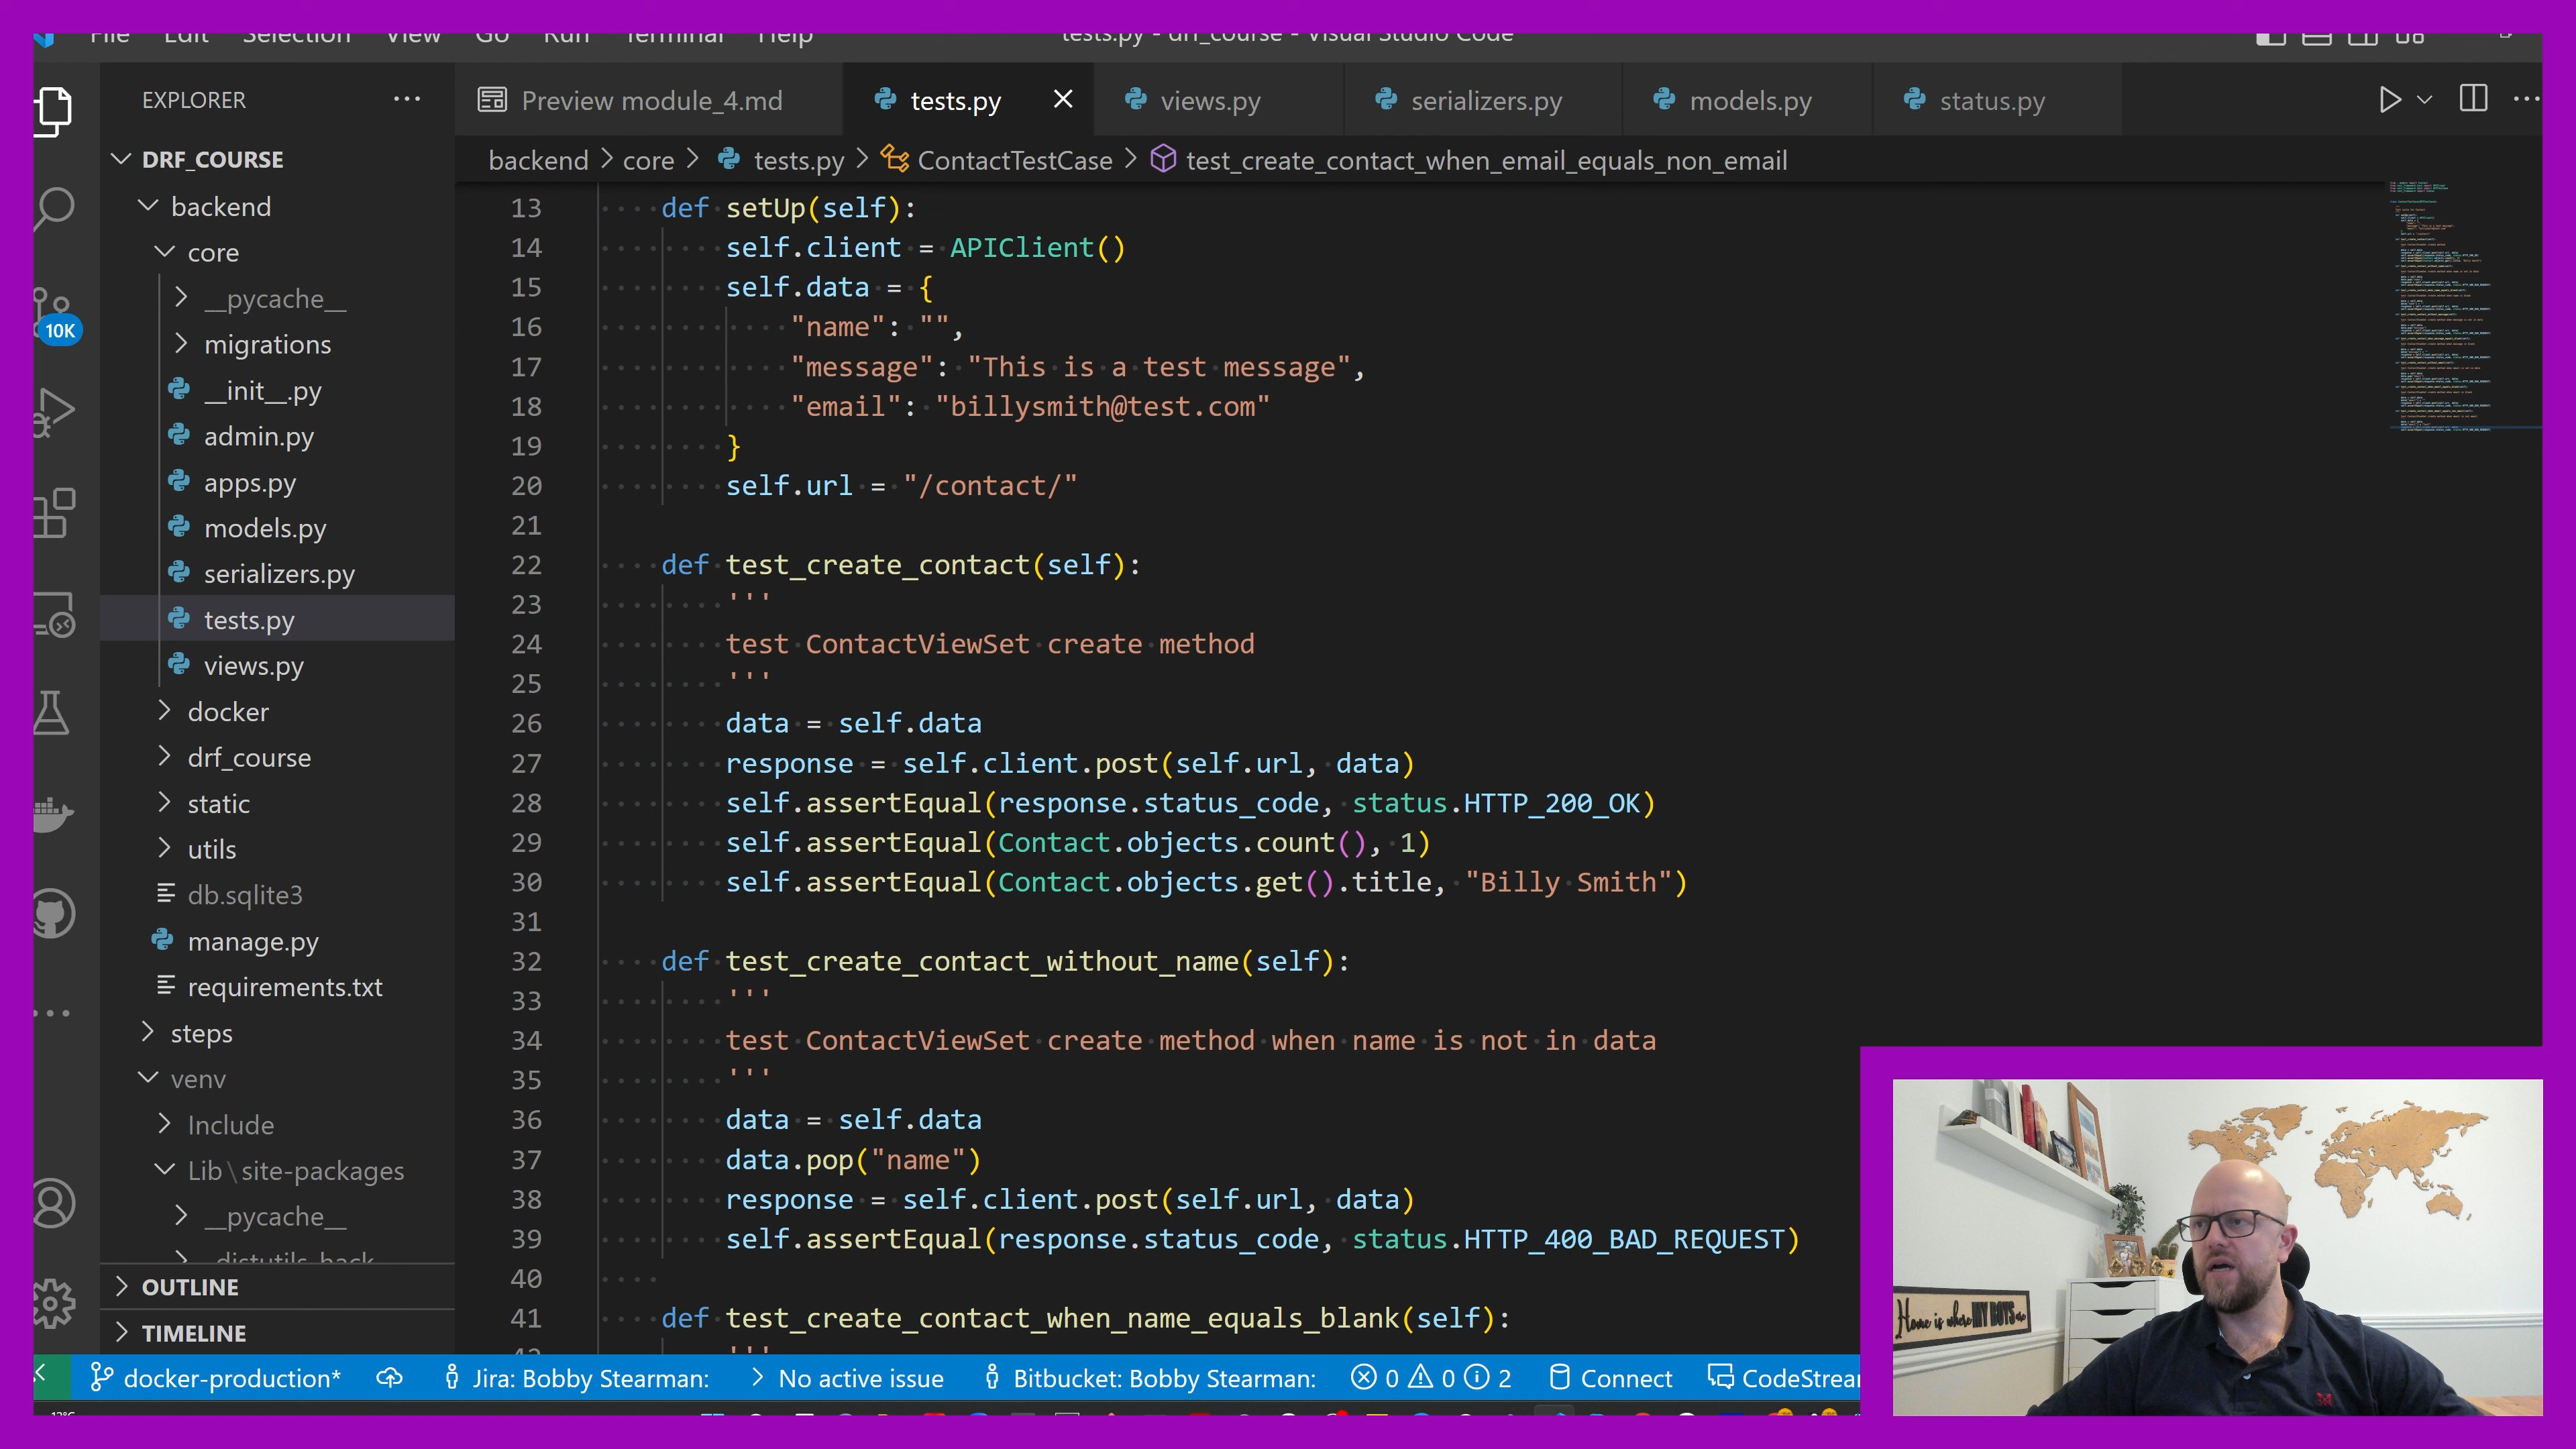 File Edit Selection View Go Run Terminal Help
tests.py - drf_course - Visual Studio Code
EXPLORER
Preview module_4.md
tests.py
views.py
serializers.py
models.py
status.py
backend > core > tests.py > ContactTestCase > test_create_contact_when_email_equals_non_email
DRF_COURSE
backend
core
__pycache__
migrations
__init__.py
admin.py
apps.py
models.py
serializers.py
tests.py
views.py
docker
drf_course
static
utils
db.sqlite3
manage.py
requirements.txt
steps
venv
Include
Lib\site-packages
__pycache__
OUTLINE
TIMELINE
10K
13 def setUp(self):
14 self.client = APIClient()
15 self.data = {
16 "name": "",
17 "message": "This is a test message",
18 "email": "billysmith@test.com"
19 }
20 self.url = "/contact/"
21
22 def test_create_contact(self):
23 '''
24 test ContactViewSet create method
25 '''
26 data = self.data
27 response = self.client.post(self.url, data)
28 self.assertEqual(response.status_code, status.HTTP_200_OK)
29 self.assertEqual(Contact.objects.count(), 1)
30 self.assertEqual(Contact.objects.get().title, "Billy Smith")
31
32 def test_create_contact_without_name(self):
33 '''
34 test ContactViewSet create method when name is not in data
35 '''
36 data = self.data
37 data.pop("name")
38 response = self.client.post(self.url, data)
39 self.assertEqual(response.status_code, status.HTTP_400_BAD_REQUEST)
40
41 def test_create_contact_when_name_equals_blank(self):
42 '''
docker-production* Jira: Bobby Stearman: No active issue Bitbucket: Bobby Stearman: 0 0 2 Connect CodeStream
Home is where MY BOYS are